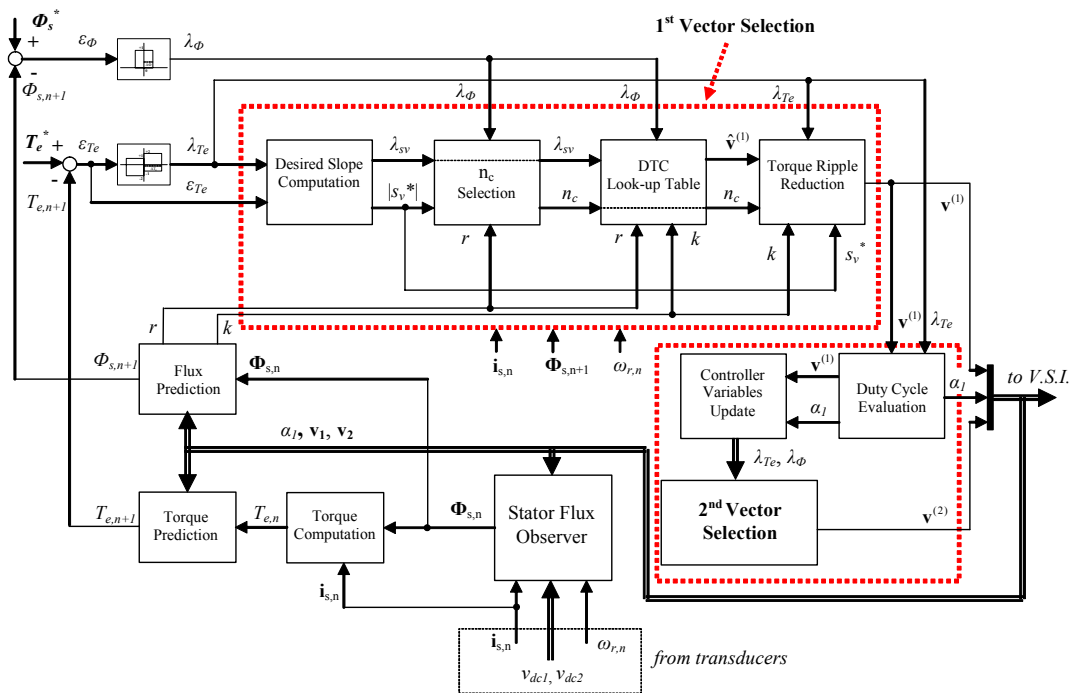 Φs*
+
εΦ
λΦ
1st Vector Selection
-
Φs,n+1
λΦ
λΦ
λTe
Te*
+
εTe
λTe
-
Te,n+1
εTe
Desired Slope
Computation
λsv
|sv*|
nc
Selection
r
λsv
nc
DTC
Look-up Table
r
k
v̂(1)
nc
Torque Ripple
Reduction
k
sv*
v(1)
r
k
is,n
Φs,n+1
ωr,n
v(1)
λTe
Φs,n+1
Flux
Prediction
Φs,n
Controller
Variables
Update
v(1)
α1
Duty Cycle
Evaluation
α1
to V.S.I.
α1, v1, v2
λTe, λΦ
Te,n+1
Torque
Prediction
Te,n
Torque
Computation
Φs,n
Stator Flux
Observer
2nd Vector
Selection
v(2)
is,n
is,n
ωr,n
vdc1, vdc2
from transducers